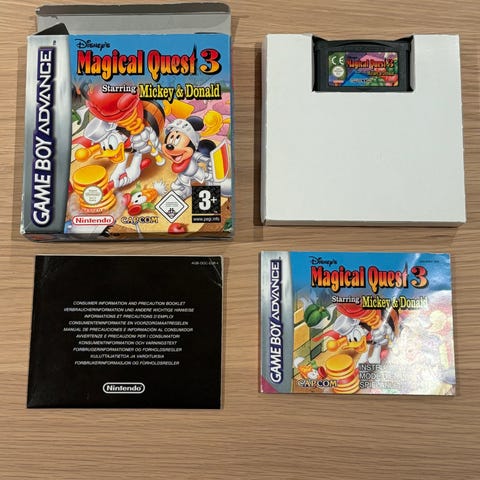 GAME BOY ADVANCE
Disney's
Magical Quest 3
Starring Mickey & Donald
Nintendo
CAPCOM
3+
www.pegi.info
CE
Magical Quest 3
CONSUMER INFORMATION AND PRECAUTION BOOKLET
VERBRAUCHERINFORMATION UND ANDERE WICHTIGE HINWEISE
INFORMATIONS ET PRÉCAUTIONS D'EMPLOI
CONSUMENTENINFORMATIE EN VOORZORGMAATREGELEN
MANUAL DE PRECAUCIONES E INFORMACIÓN AL CONSUMIDOR
AVVERTENZE E PRECAUZIONI PER I CONSUMATORI
KONSUMENTINFORMATION OCH VARNINGSTEXT
FORBRUGERINFORMATION OG FORHOLDSREGLER
KULUTTAJATIETOA JA VAROITUKSIA
FORBRUKERINFORMASJON OG FORHOLDSREGLER
Nintendo
GAME BOY ADVANCE
Disney's
Magical Quest 3
Starring Mickey & Donald
CAPCOM